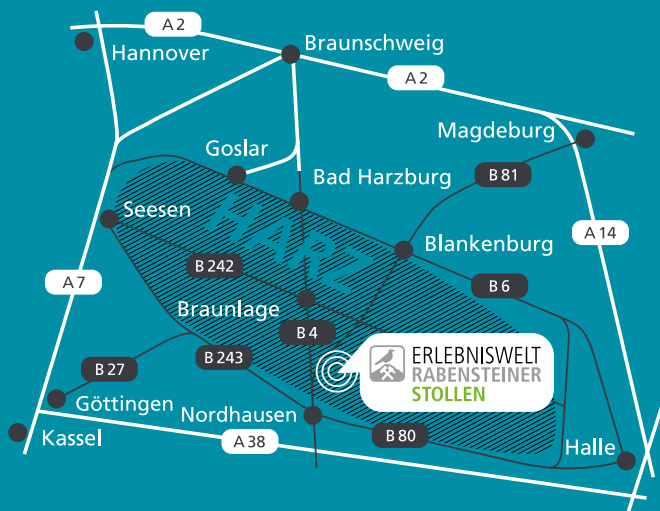 A 2
Hannover
Braunschweig
A 2
Magdeburg
Goslar
Bad Harzburg
B 81
Seesen
HARZ
Blankenburg
A 14
A 7
B 242
B 6
Braunlage
B 4
B 243
B 27
ERLEBNISWELT
RABENSTEINER
STOLLEN
Göttingen
Nordhausen
Kassel
A 38
B 80
Halle